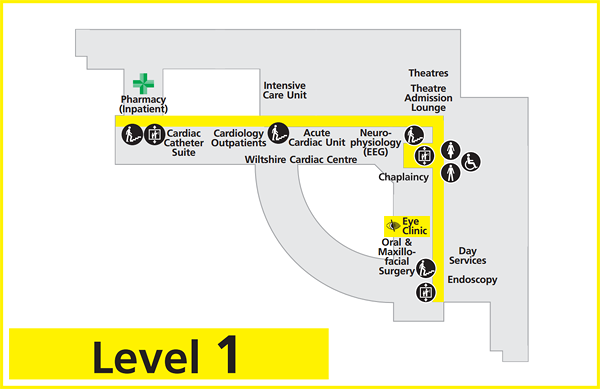 Theatres
Theatre
Admission
Lounge
Intensive
Care Unit
Pharmacy
(Inpatient)
Cardiac
Catheter
Suite
Cardiology
Outpatients
Acute
Cardiac Unit
Neuro-
physiology
(EEG)
Wiltshire Cardiac Centre
Chaplaincy
Eye
Clinic
Oral &
Maxillo-
facial
Surgery
Day
Services
Endoscopy
Level 1